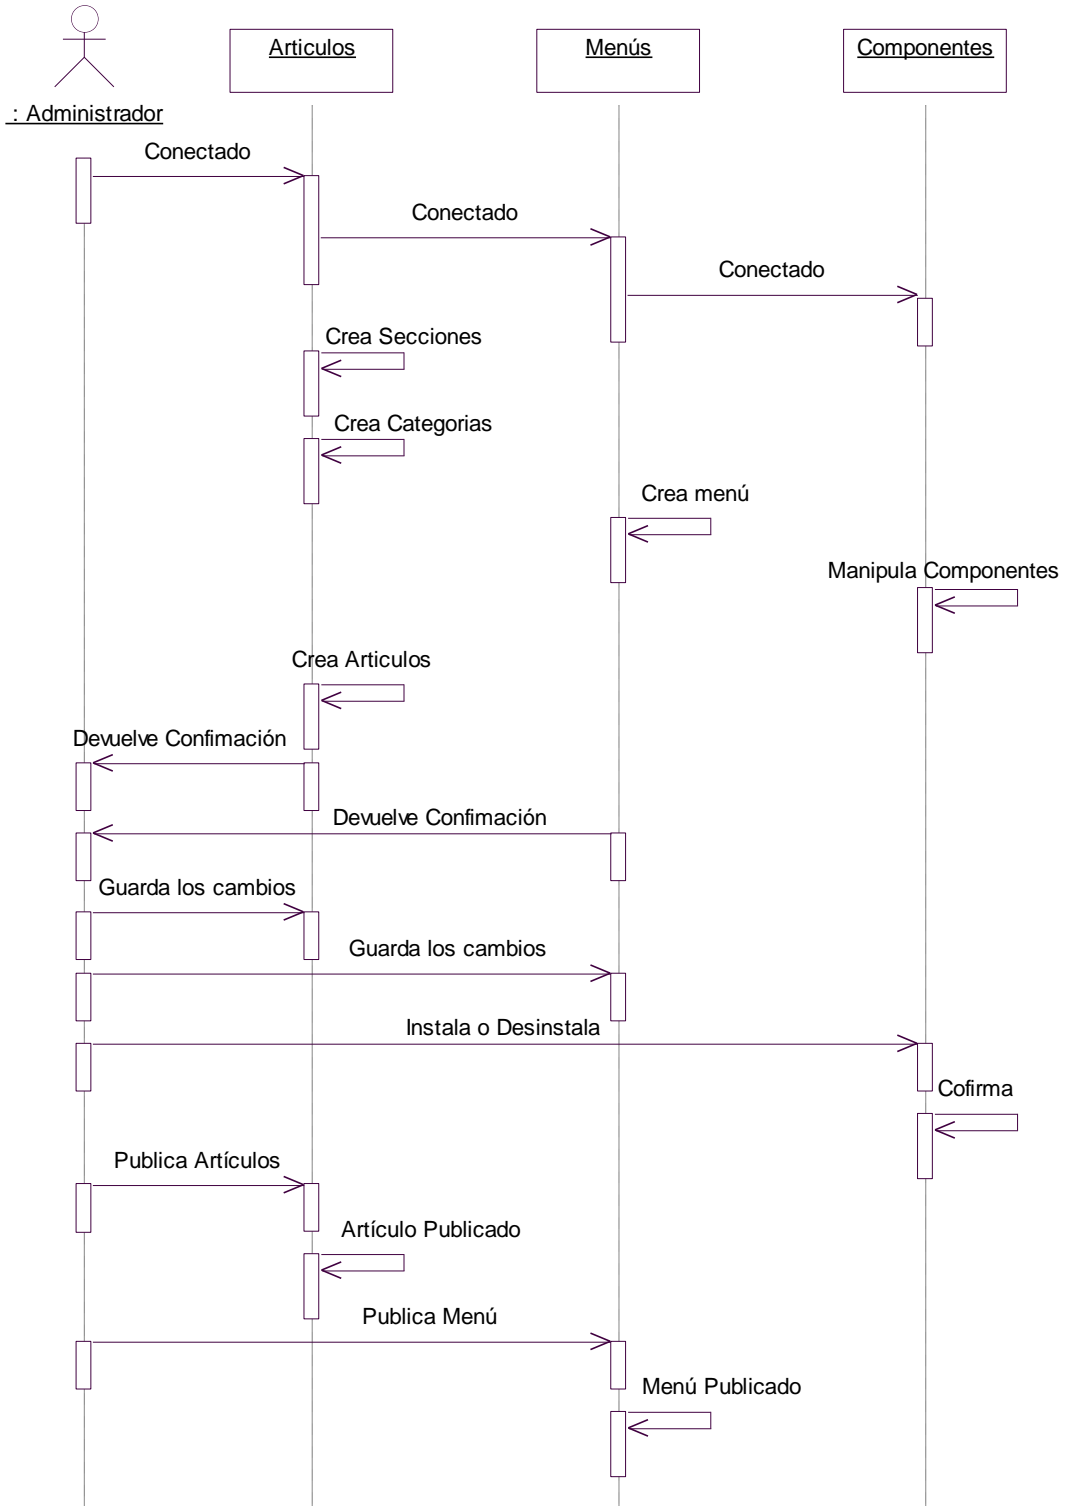 Articulos
Menús
Componentes
: Administrador
Conectado
Conectado
Conectado
Crea Secciones
Crea Categorias
Crea menú
Manipula Componentes
Crea Articulos
Devuelve Confimación
Devuelve Confimación
Guarda los cambios
Guarda los cambios
Instala o Desinstala
Cofirma
Publica Artículos
Artículo Publicado
Publica Menú
Menú Publicado